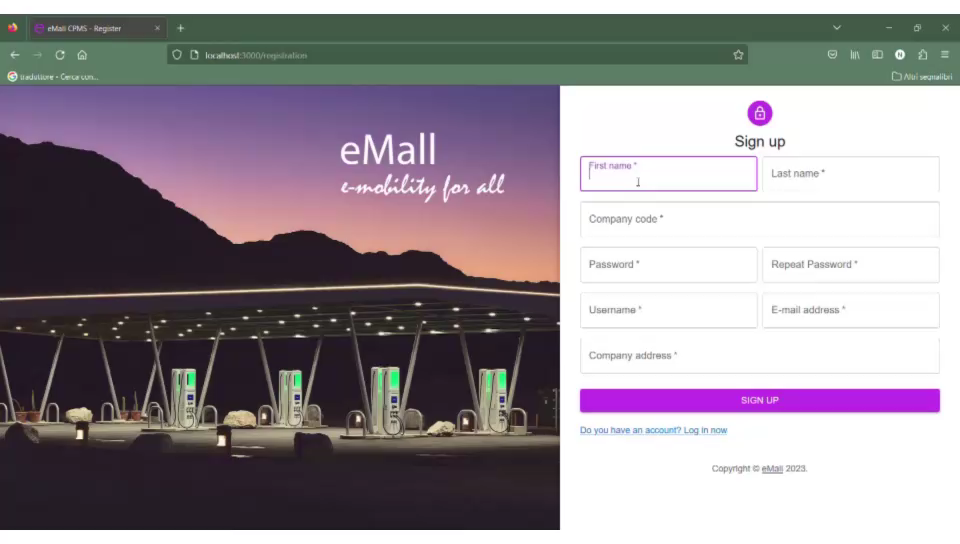 eMall CPMS - Register
localhost:3000/registration
traduttore - Cerca con...
Altri segnalibri
eMall
e-mobility for all
Sign up
First name *
Last name *
Company code *
Password *
Repeat Password *
Username *
E-mail address *
Company address *
SIGN UP
Do you have an account? Log in now
Copyright © eMall 2023.